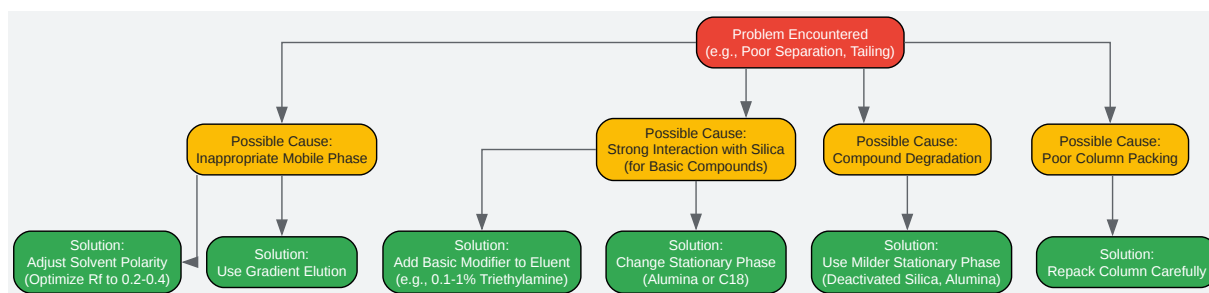 Problem Encountered
(e.g., Poor Separation, Tailing)
Possible Cause:
Inappropriate Mobile Phase
Possible Cause:
Strong Interaction with Silica
(for Basic Compounds)
Possible Cause:
Compound Degradation
Possible Cause:
Poor Column Packing
Solution:
Adjust Solvent Polarity
(Optimize Rf to 0.2-0.4)
Solution:
Use Gradient Elution
Solution:
Add Basic Modifier to Eluent
(e.g., 0.1-1% Triethylamine)
Solution:
Change Stationary Phase
(Alumina or C18)
Solution:
Use Milder Stationary Phase
(Deactivated Silica, Alumina)
Solution:
Repack Column Carefully